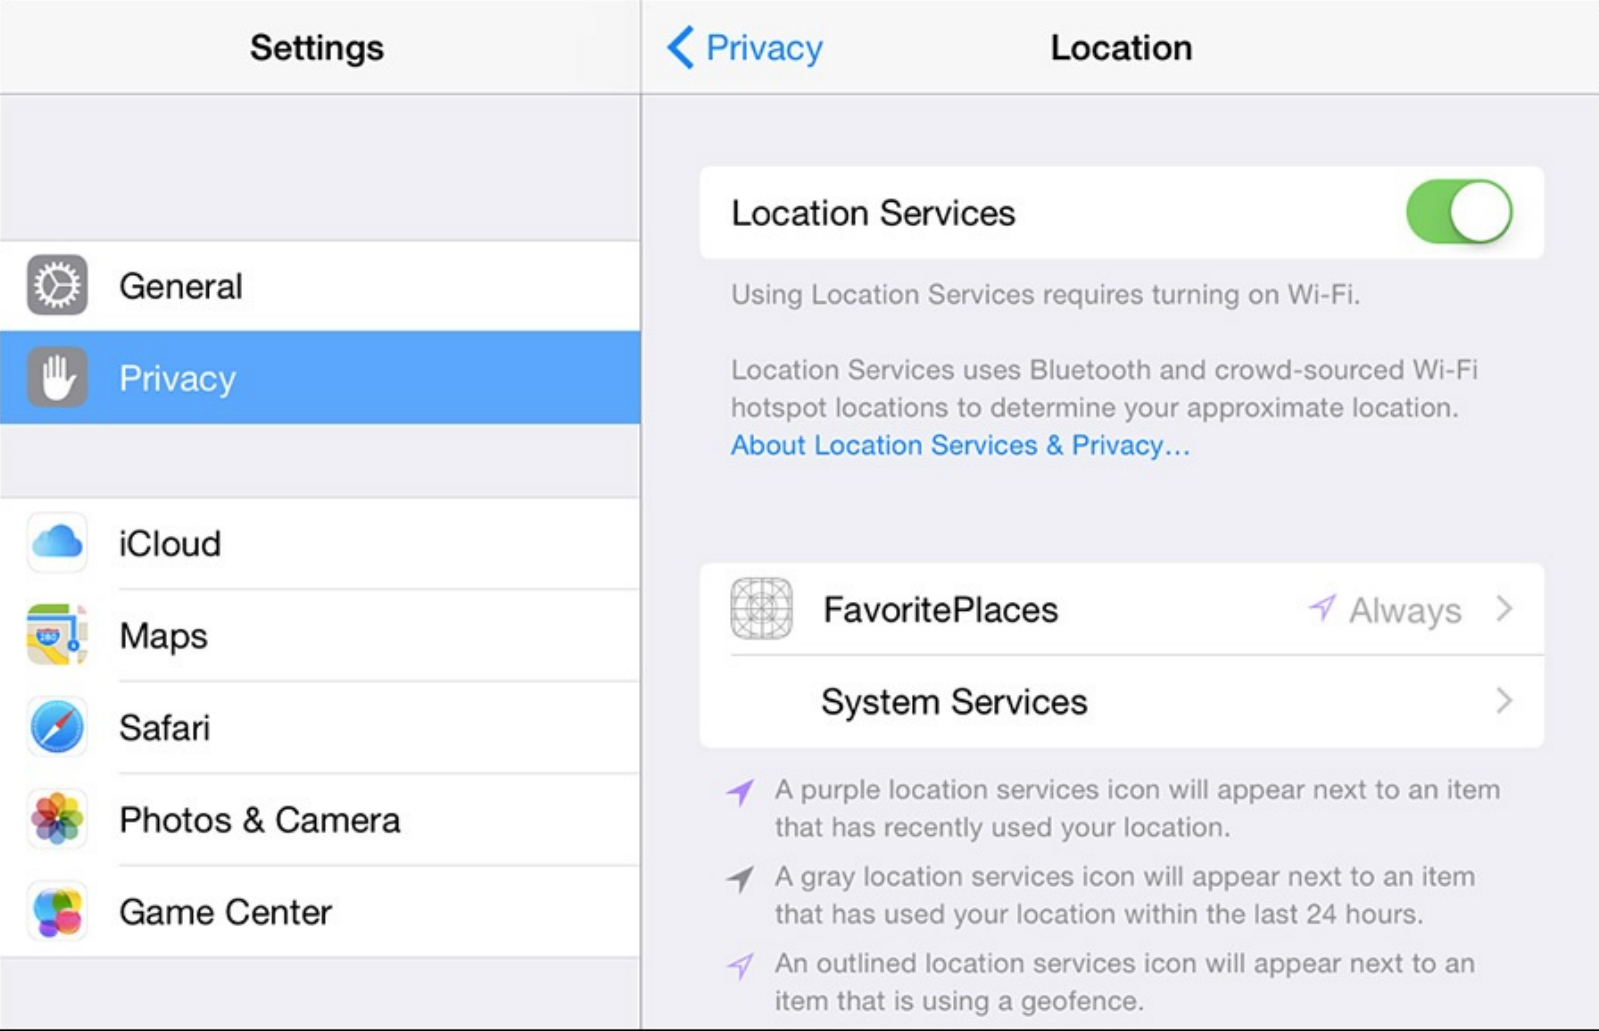 Settings
General
Privacy
iCloud
Maps
280
Safari
Photos & Camera
Game Center
Privacy
Location
Location Services
Using Location Services requires turning on Wi-Fi.
Location Services uses Bluetooth and crowd-sourced Wi-Fi
hotspot locations to determine your approximate location.
About Location Services & Privacy...
FavoritePlaces Always
System Services
A purple location services icon will appear next to an item
that has recently used your location.
A gray location services icon will appear next to an item
that has used your location within the last 24 hours.
An outlined location services icon will appear next to an
item that is using a geofence.